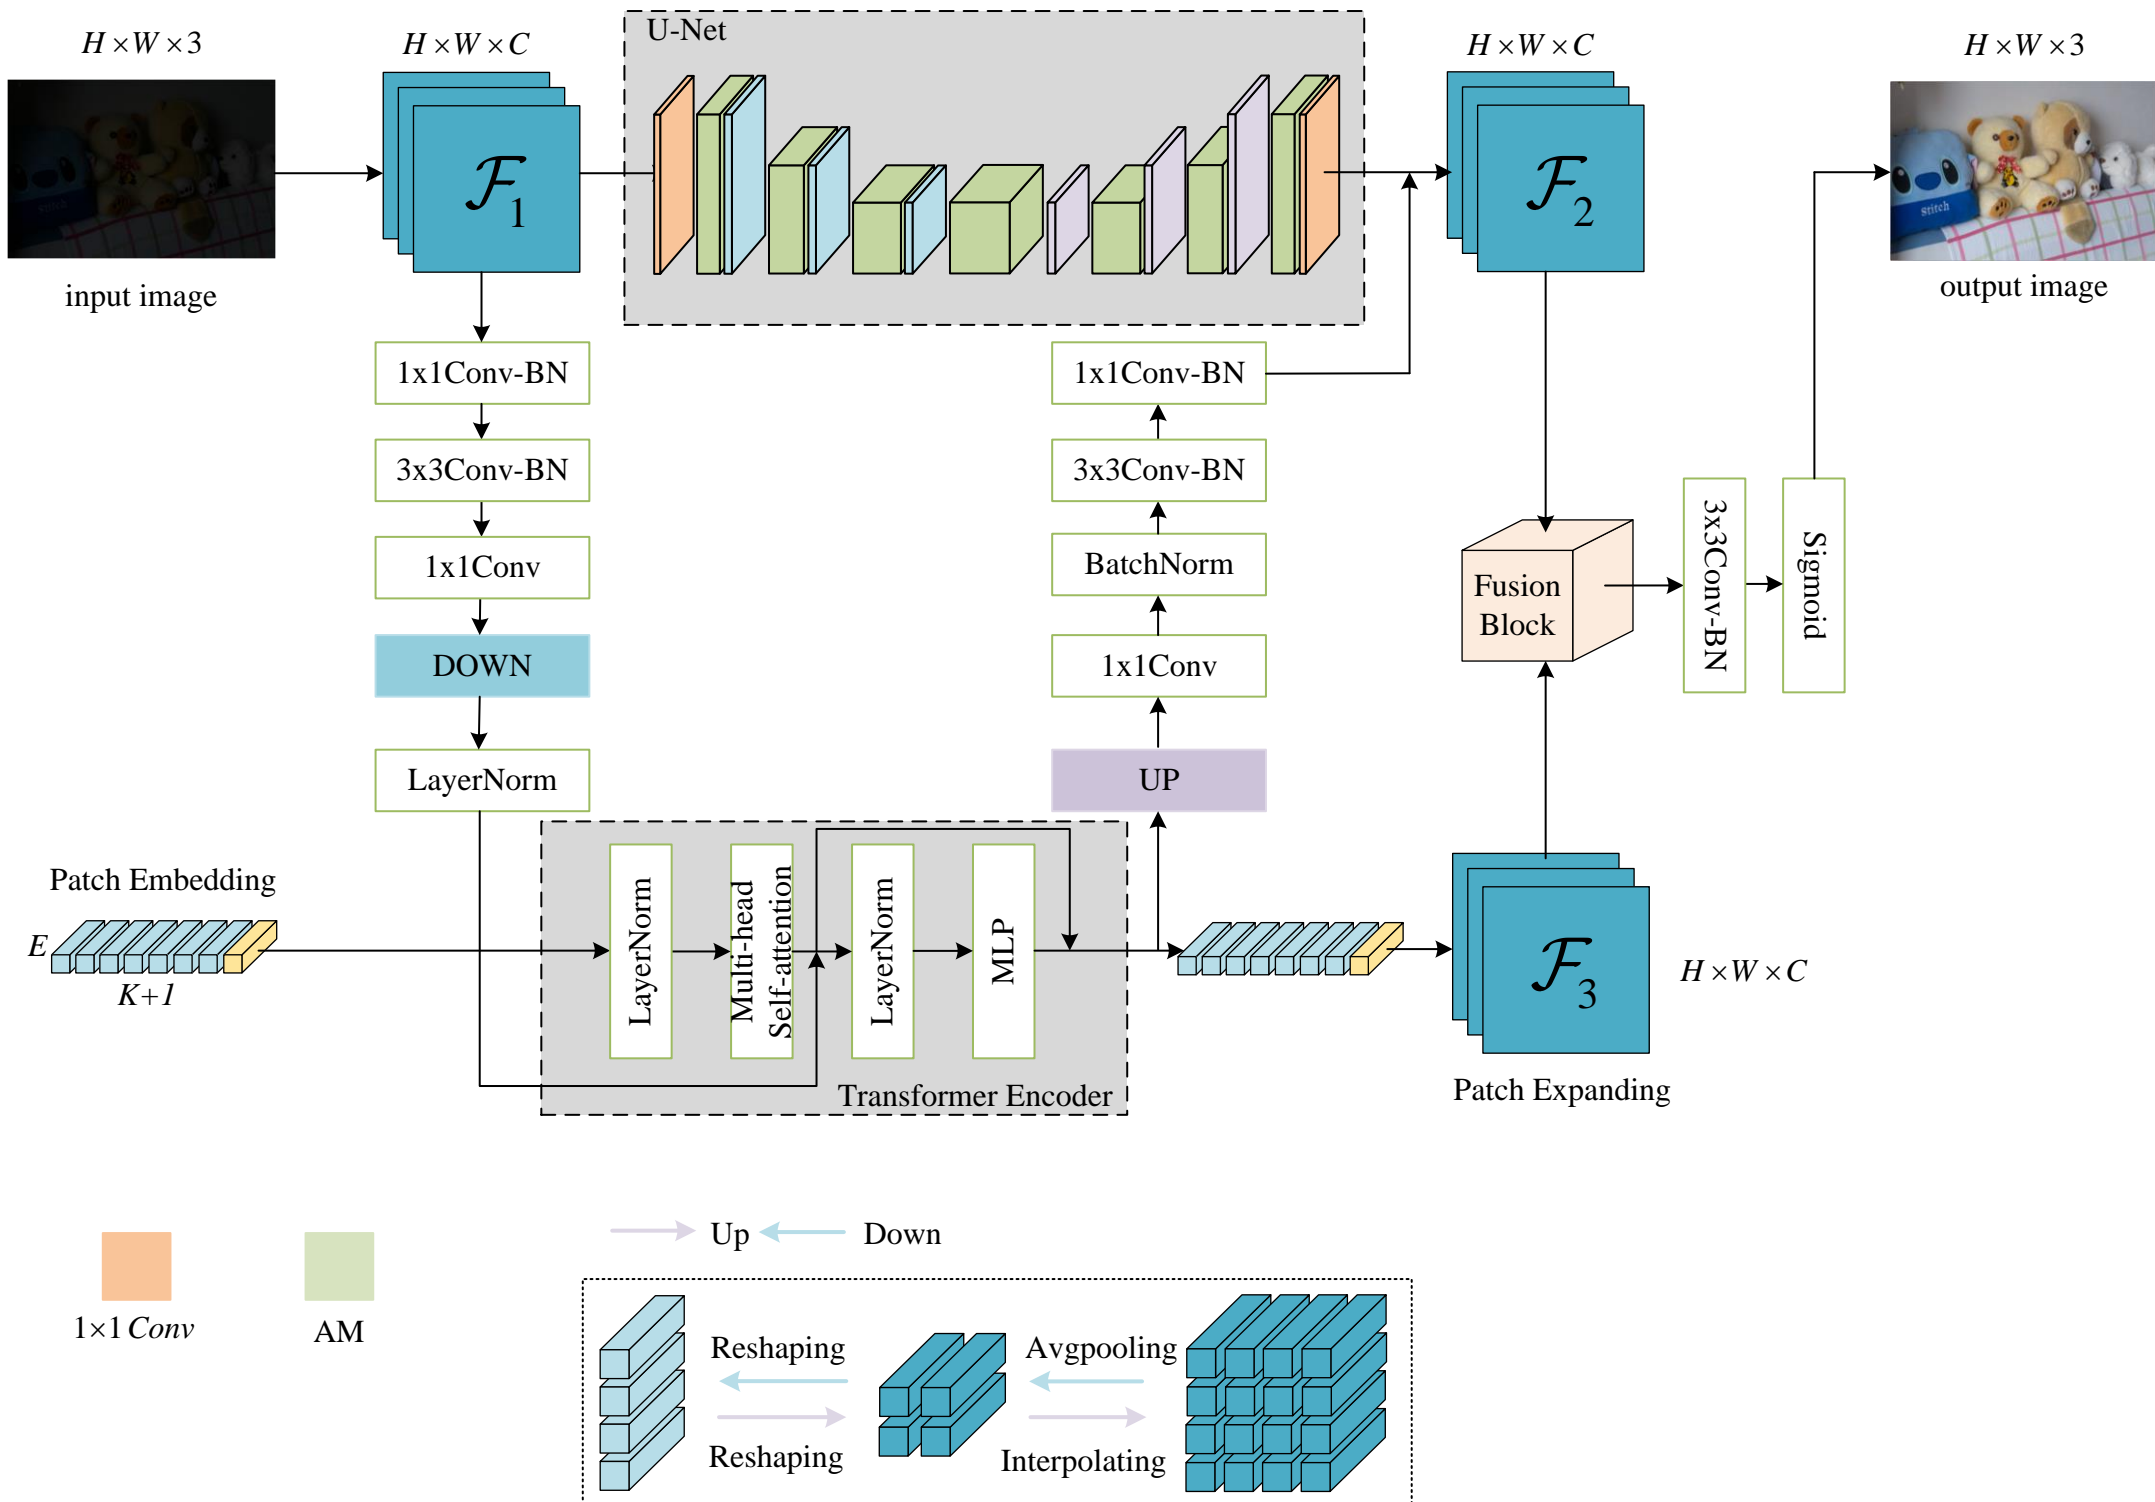 H×W×3
H×W×C
U-Net
H×W×C
H×W×3
F1
F2
stitch
stitch
input image
output image
1x1Conv-BN
1x1Conv-BN
3x3Conv-BN
3x3Conv-BN
1x1Conv
BatchNorm
Fusion
Block
3x3Conv-BN
Sigmoid
DOWN
1x1Conv
LayerNorm
UP
Patch Embedding
E
K+1
LayerNorm
Multi-head
Self-attention
LayerNorm
MLP
Transformer Encoder
F3
H×W×C
Patch Expanding
Up
Down
1×1 Conv
AM
Reshaping
Avgpooling
Reshaping
Interpolating